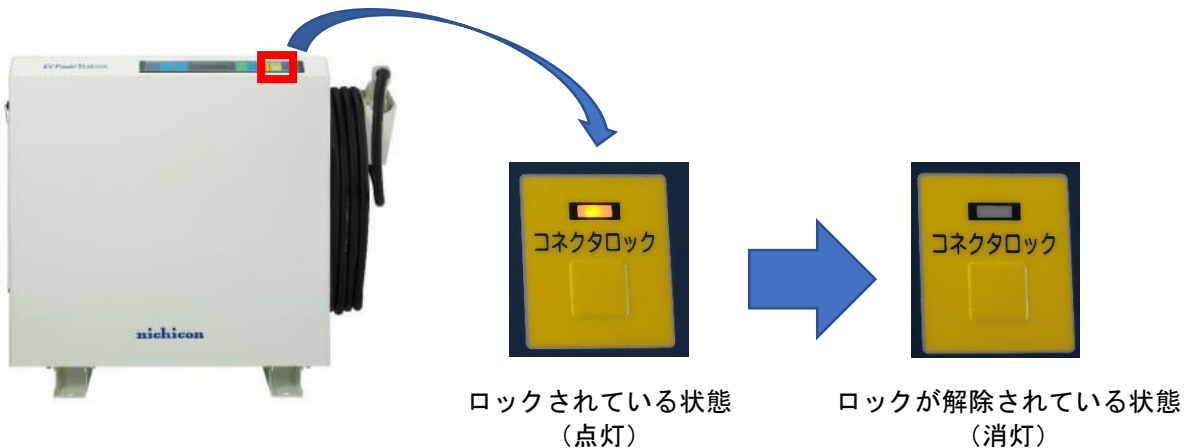 EV Power Station
nichicon
コネクタロック
コネクタロック
ロックされている状態
（点灯）
ロックが解除されている状態
（消灯）